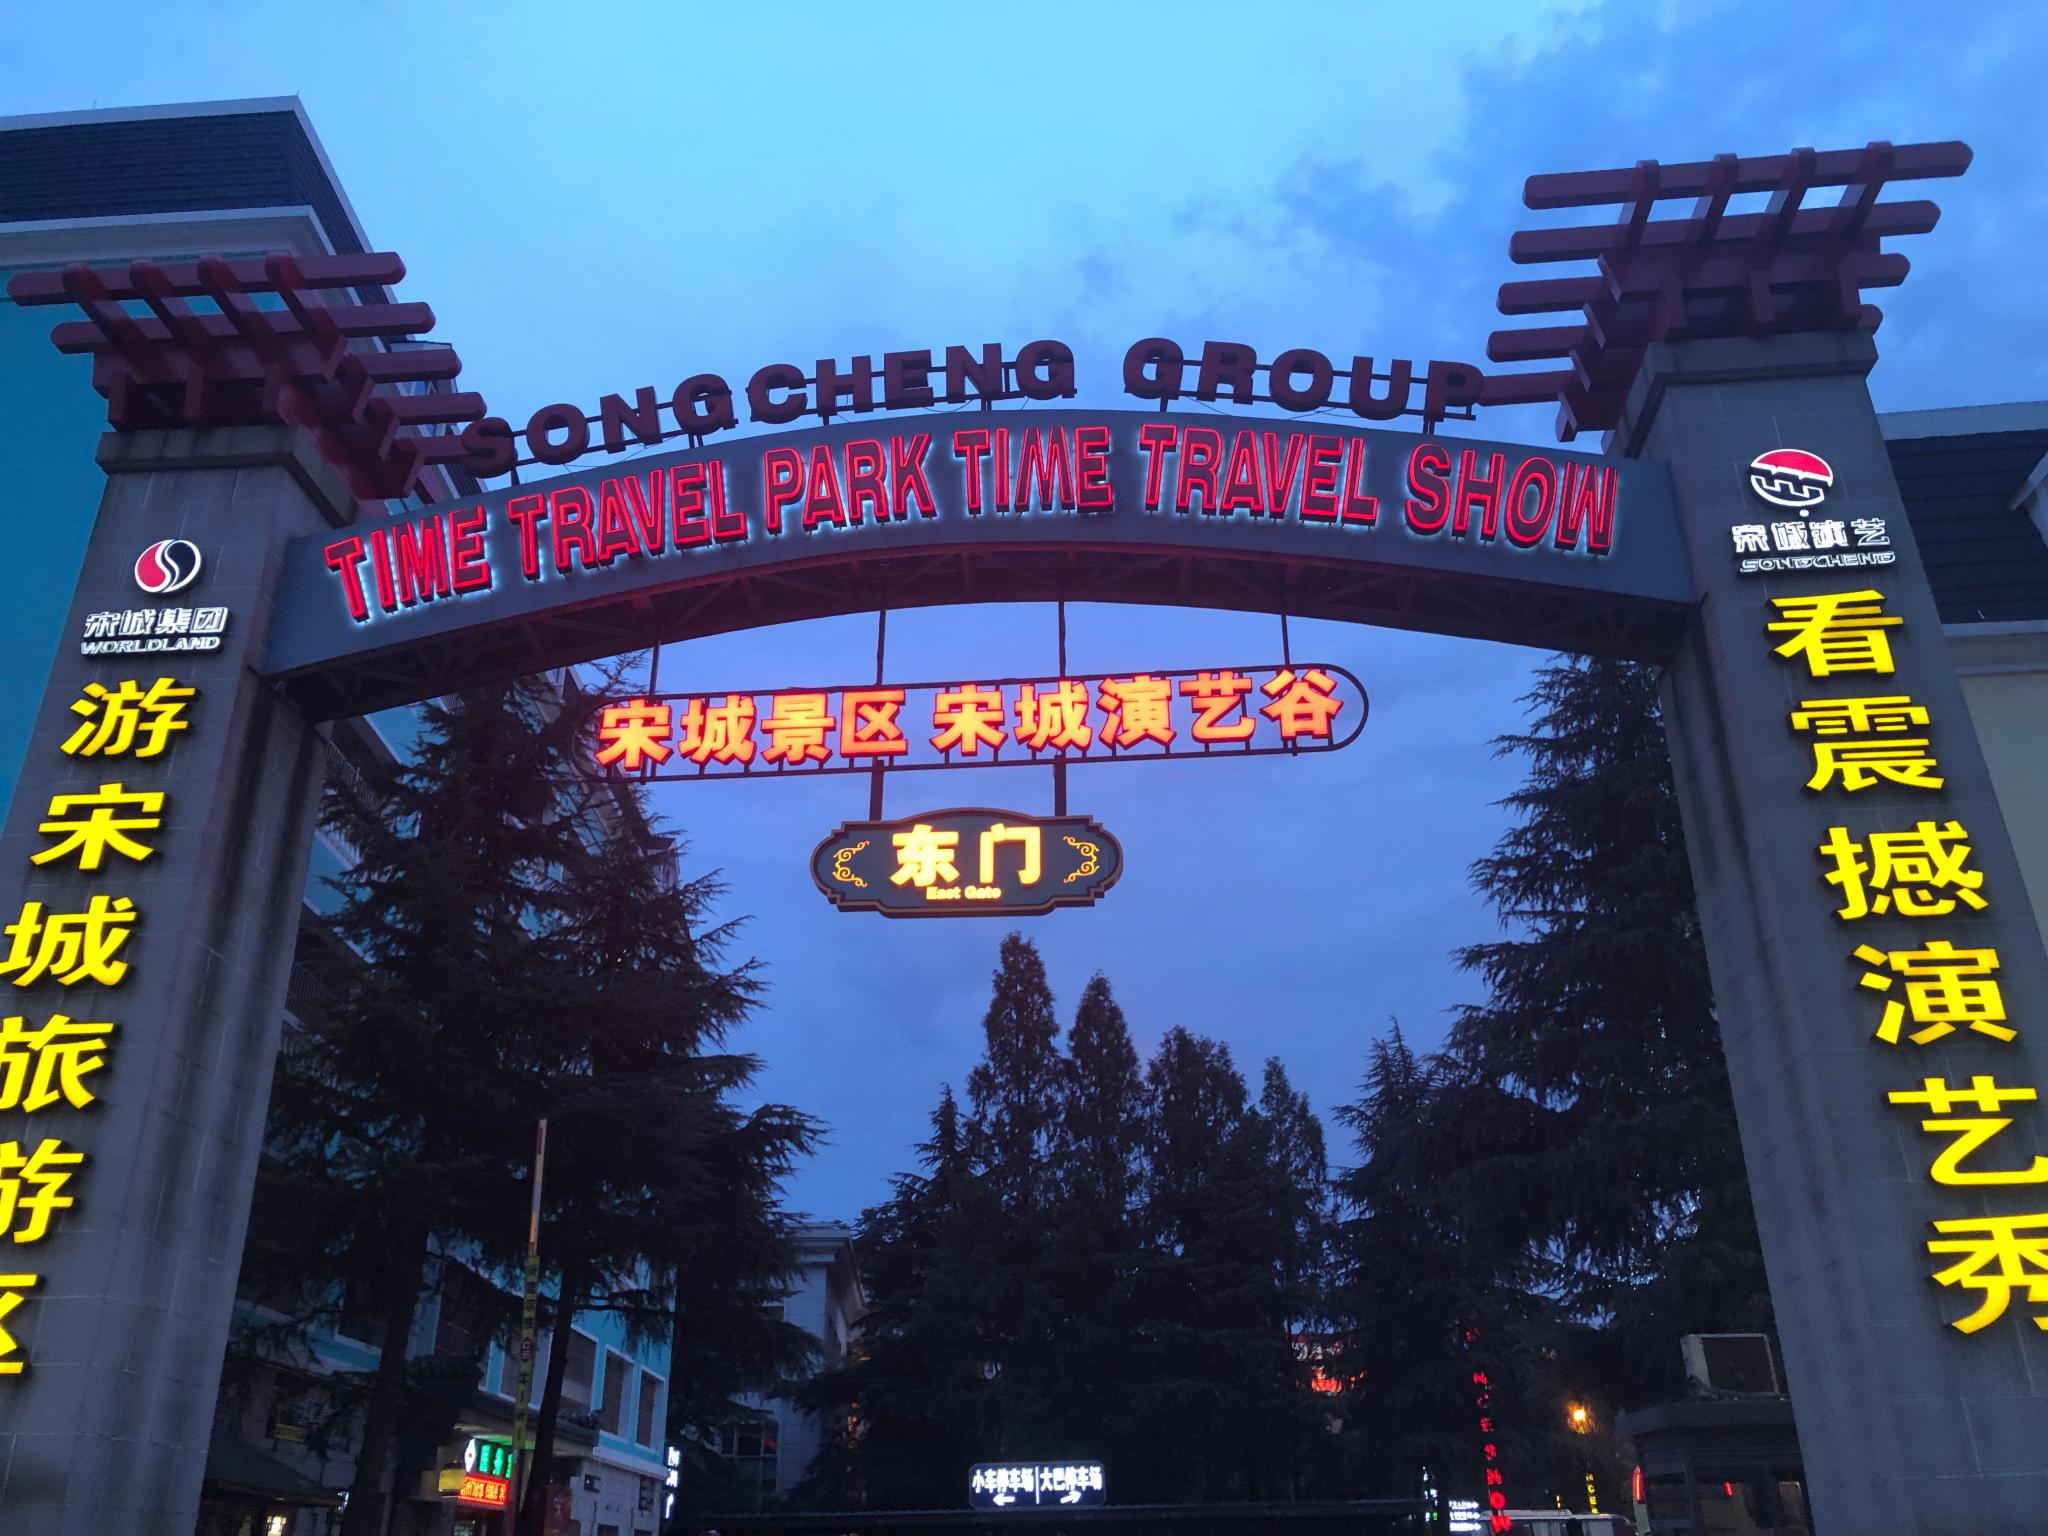 SONGCHENG GROUP
TIME TRAVEL PARK TIME TRAVEL SHOW
宋城集团
WORLDLAND
游宋城旅游区
宋城演艺
SONGCHENG
看震撼演艺秀
宋城景区 宋城演艺谷
东门
East Gate
小车停车场 大巴停车场